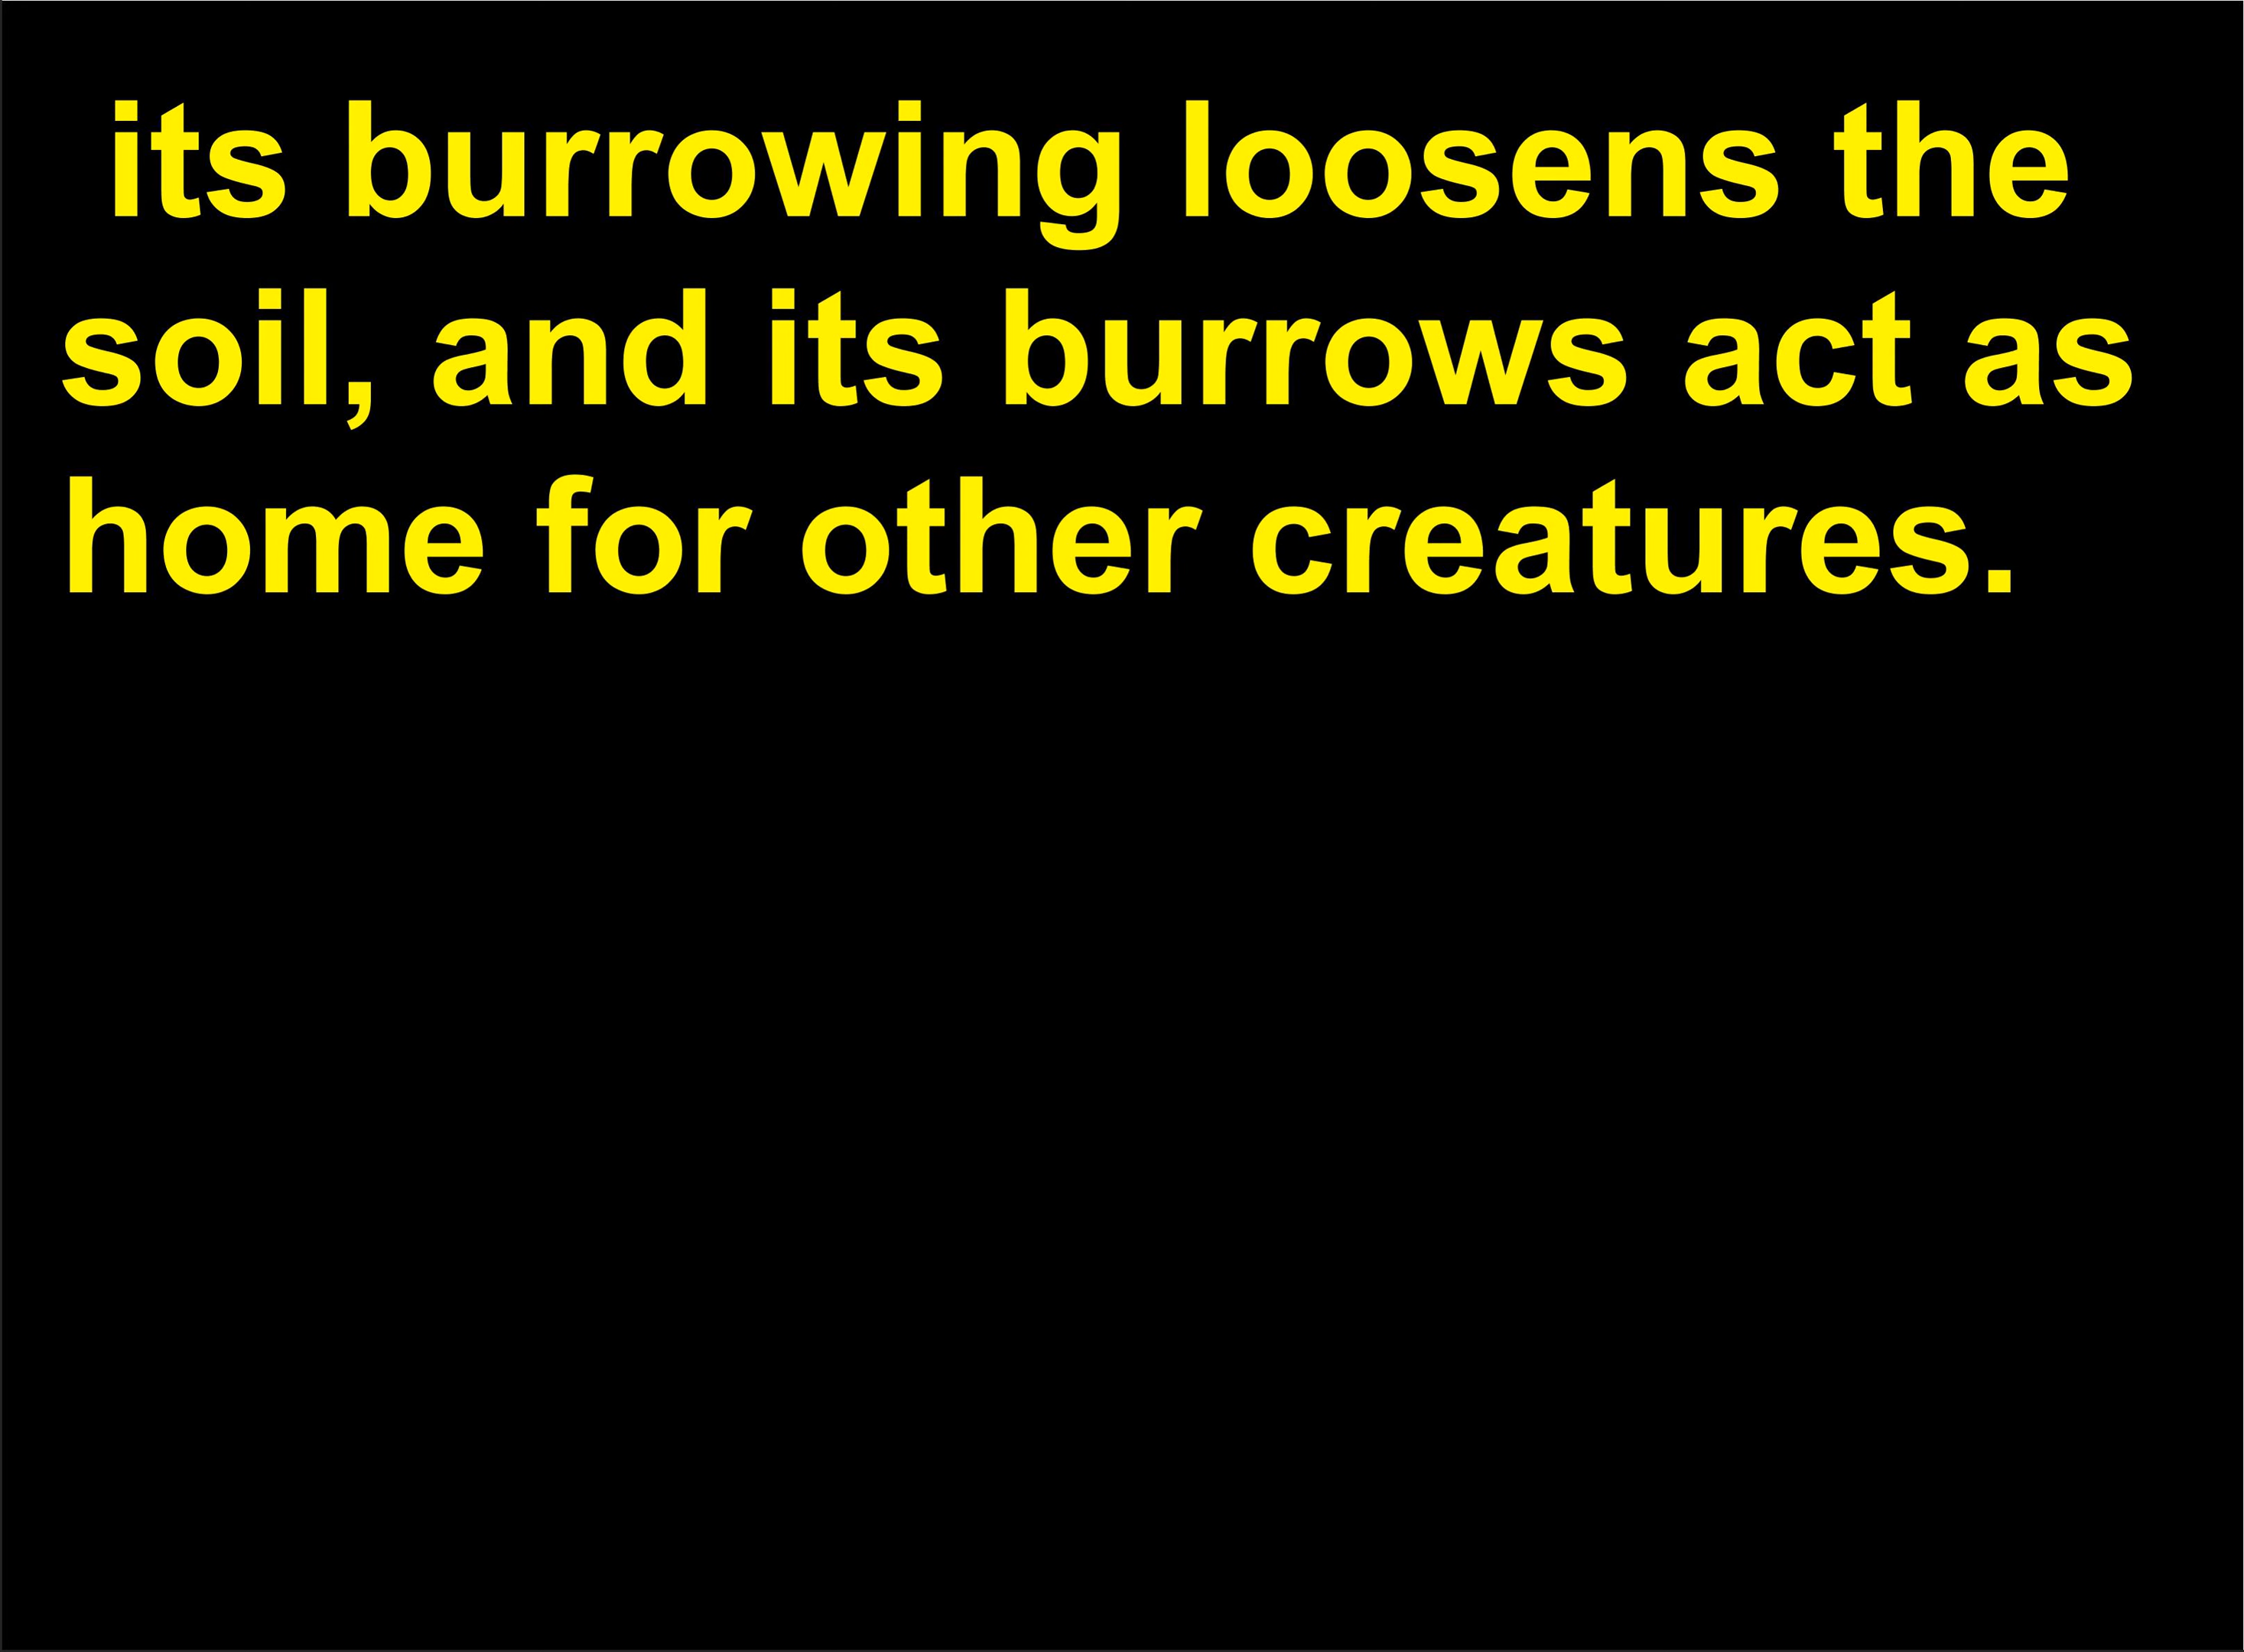 its burrowing loosens the
soil, and its burrows act as
home for other creatures.